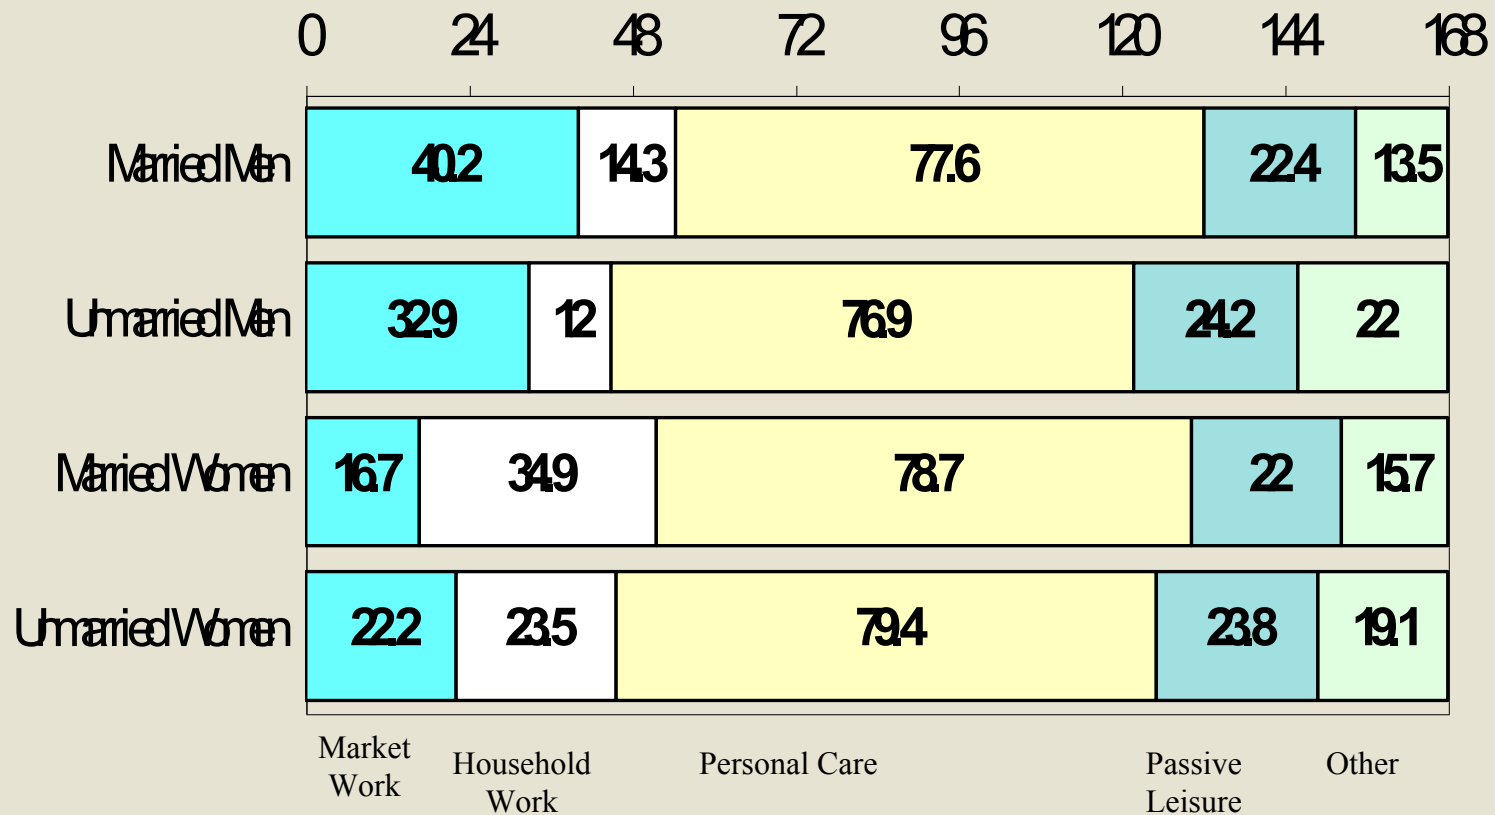 0 24 48 72 96 120 144 168
Married Men 40.2 14.3 77.6 22.4 13.5
Unmarried Men 32.9 12 76.9 24.2 22
Married Women 16.7 34.9 78.7 22 15.7
Unmarried Women 22.2 23.5 79.4 23.8 19.1
Market
Work
Household
Work
Personal Care
Passive
Leisure
Other